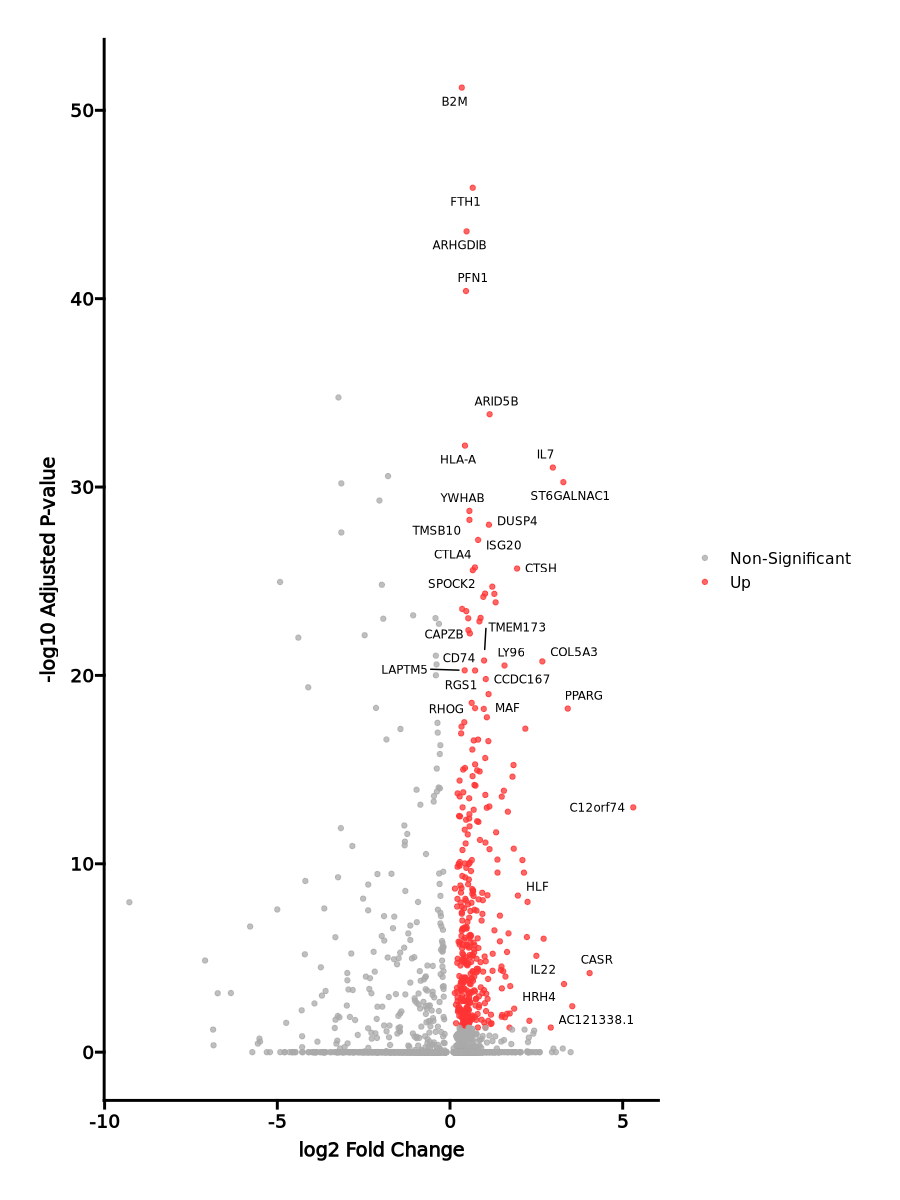 50
40
30
20
10
0
-10
-5
0
5
-log10 Adjusted P-value
log2 Fold Change
B2M
FTH1
ARHGDIB
PFN1
ARID5B
HLA-A
IL7
ST6GALNAC1
YWHAB
DUSP4
TMSB10
ISG20
CTLA4
CTSH
SPOCK2
TMEM173
CAPZB
LY96
COL5A3
CD74
LAPTM5
CCDC167
RGS1
PPARG
RHOG
MAF
C12orf74
HLF
CASR
IL22
HRH4
AC121338.1
Non-Significant
Up